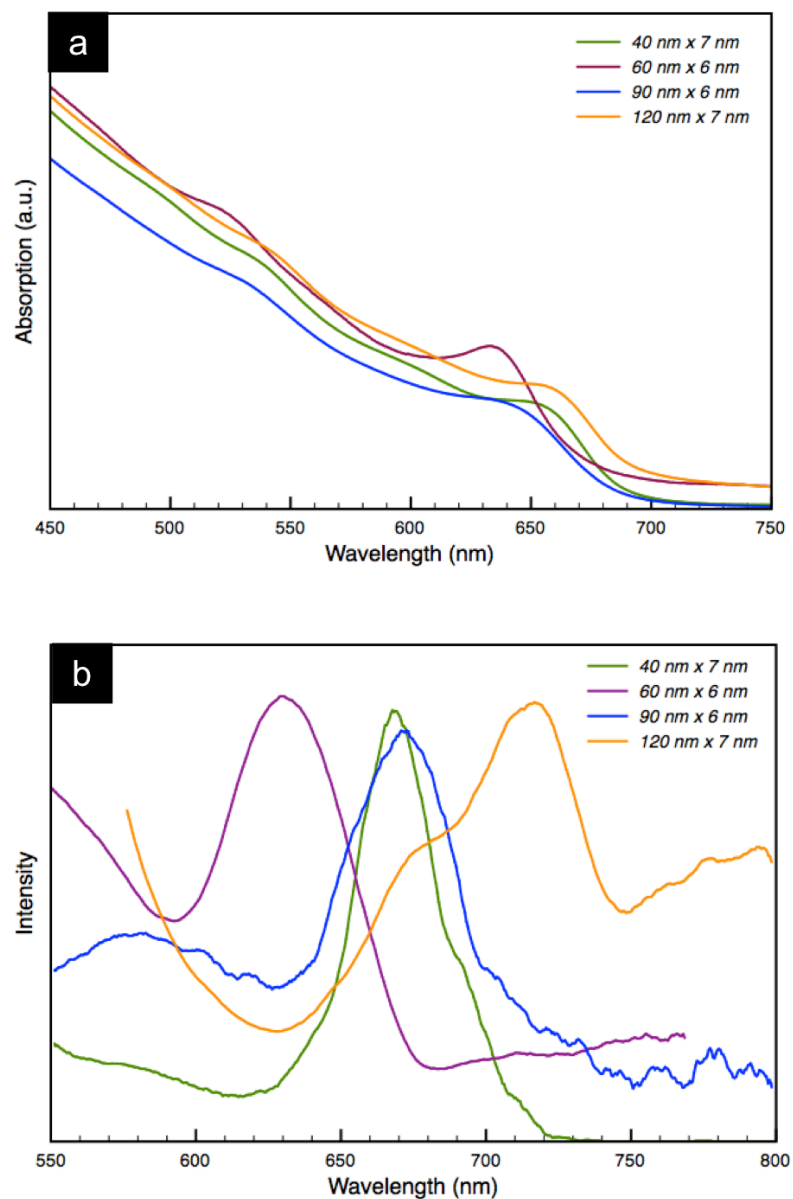 a
40 nm x 7 nm
60 nm x 6 nm
90 nm x 6 nm
120 nm x 7 nm
Absorption (a.u.)
450 500 550 600 650 700 750
Wavelength (nm)
b
40 nm x 7 nm
60 nm x 6 nm
90 nm x 6 nm
120 nm x 7 nm
Intensity
550 600 650 700 750 800
Wavelength (nm)